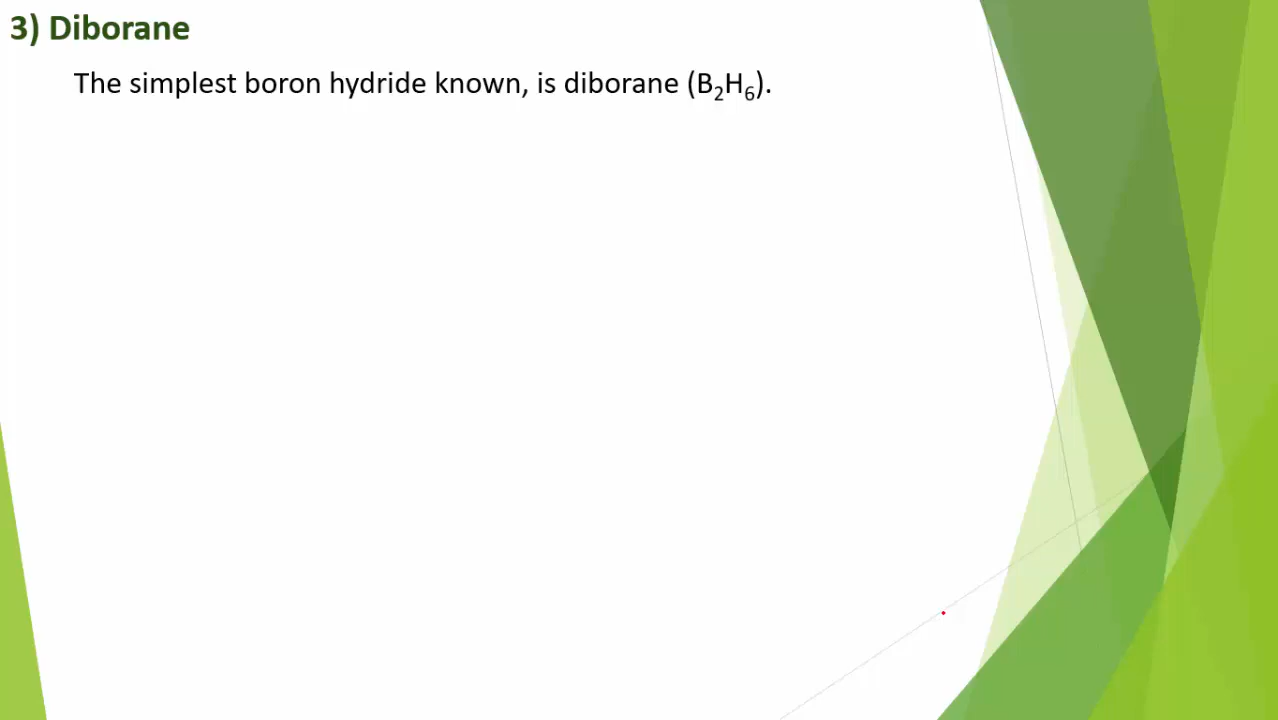 3) Diborane
The simplest boron hydride known, is diborane (B₂H₆).